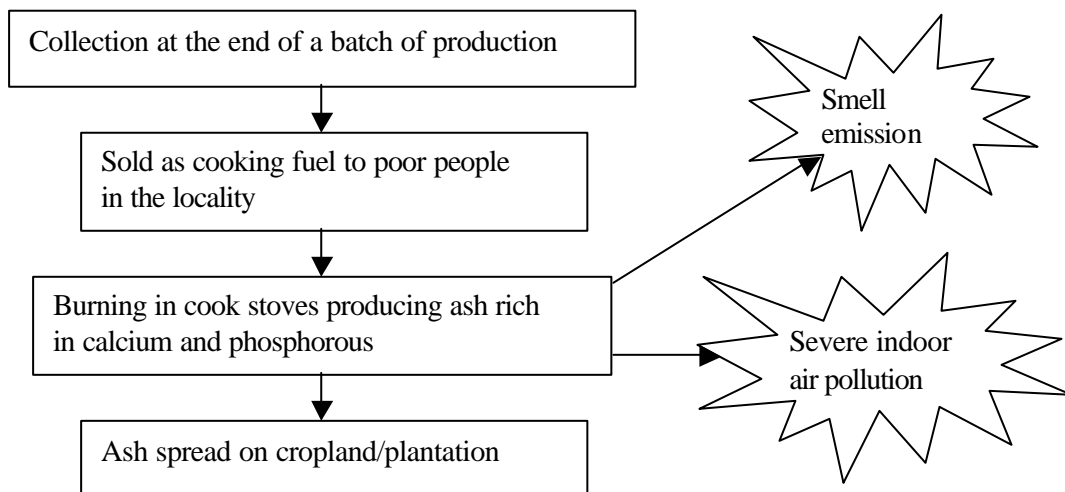 Collection at the end of a batch of production
Sold as cooking fuel to poor people
in the locality
Burning in cook stoves producing ash rich
in calcium and phosphorous
Ash spread on cropland/plantation
Smell
emission
Severe indoor
air pollution